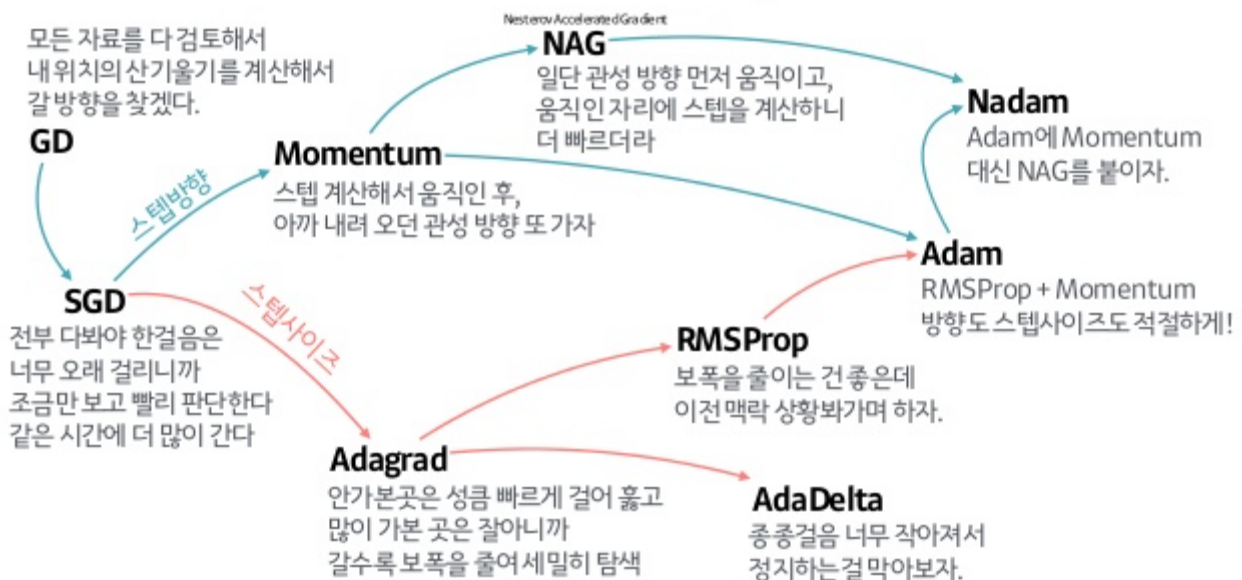 모든 자료를 다 검토해서
내 위치의 산기울기를 계산해서
갈 방향을 찾겠다.
GD
스텝방향
SGD
전부 다봐야 한걸음은
너무 오래 걸리니까
조금만 보고 빨리 판단한다
같은 시간에 더 많이 간다
Momentum
스텝 계산해서 움직인 후,
아까 내려 오던 관성 방향 또 가자
Nesterov Accelerated Gradient
NAG
일단 관성 방향 먼저 움직이고,
움직인 자리에 스텝을 계산하니
더 빠르더라
Nadam
Adam에 Momentum
대신 NAG를 붙이자.
Adam
RMSProp + Momentum
방향도 스텝사이즈도 적절하게!
스텝사이즈
RMSProp
보폭을 줄이는 건 좋은데
이전 맥락 상황봐가며 하자.
Adagrad
안가본곳은 성큼 빠르게 걸어 훓고
많이 가본 곳은 잘아니까
갈수록 보폭을 줄여 세밀히 탐색
AdaDelta
종종걸음 너무 작아져서
정지하는걸 막아보자.